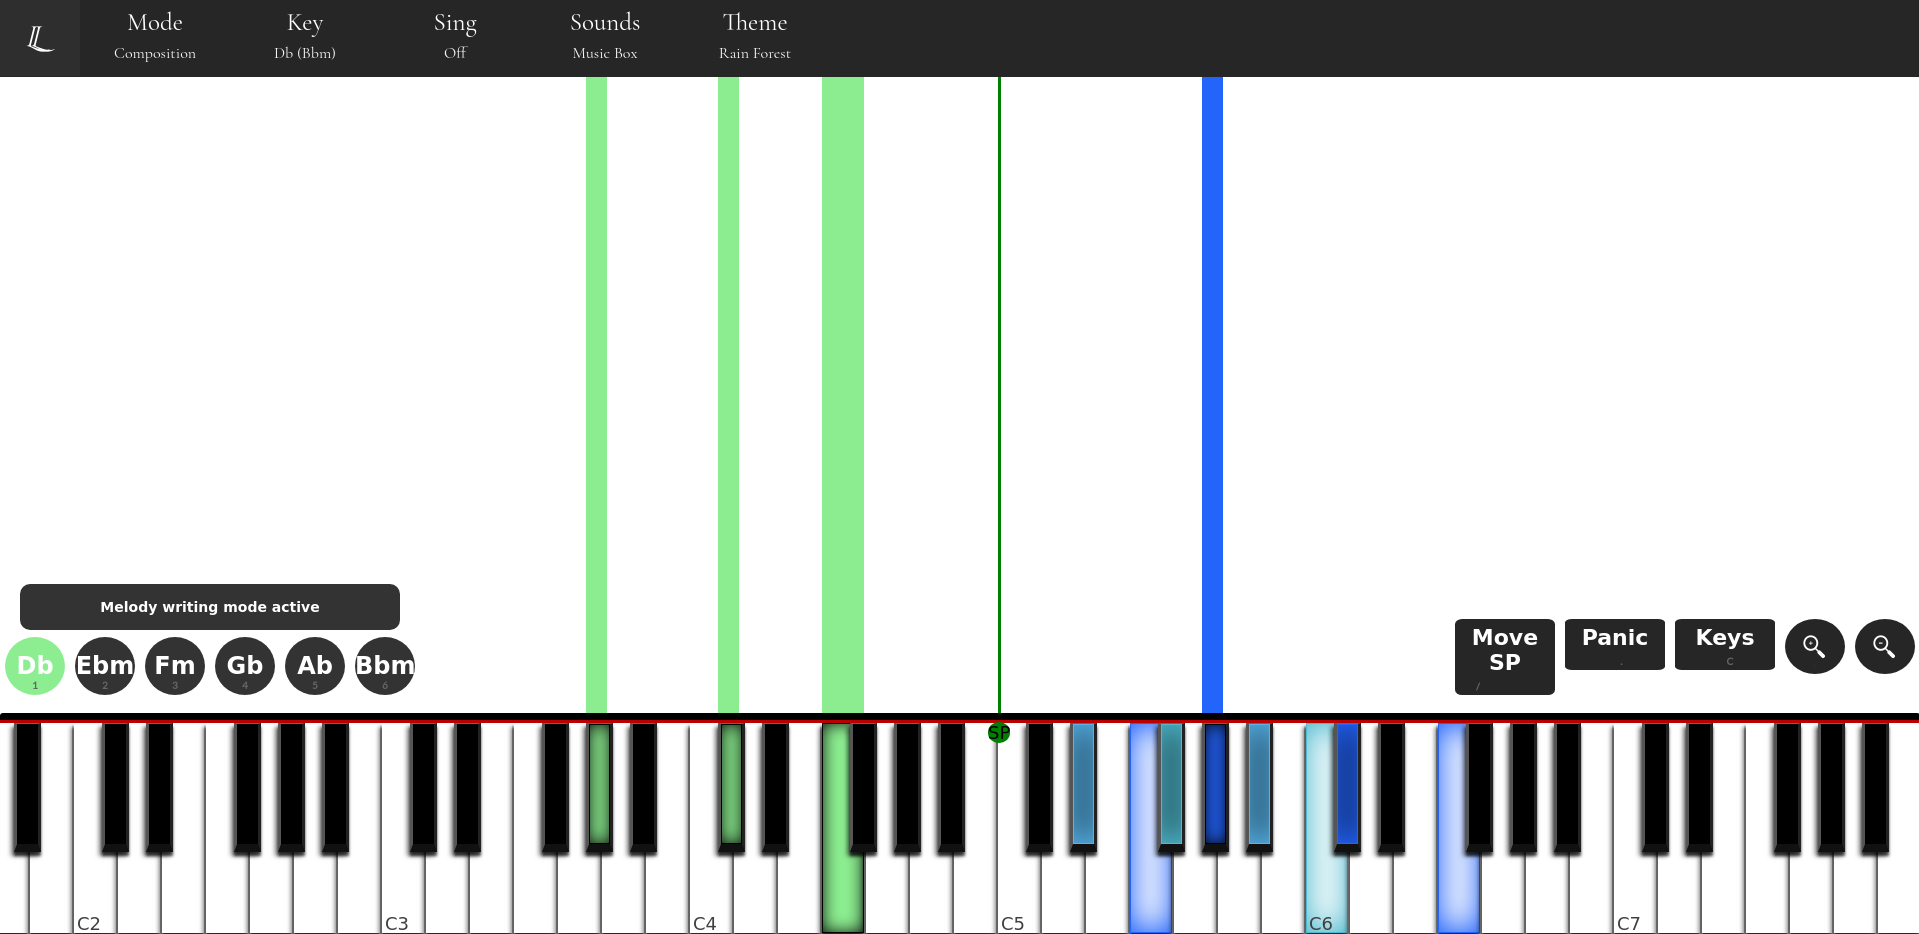 Mode
Composition
Key
Db (Bbm)
Sing
Off
Sounds
Music Box
Theme
Rain Forest
Melody writing mode active
Db
1
Ebm
2
Fm
3
Gb
4
Ab
5
Bbm
6
Move
SP
/
Panic
.
Keys
C
SP
C2
C3
C4
C5
C6
C7